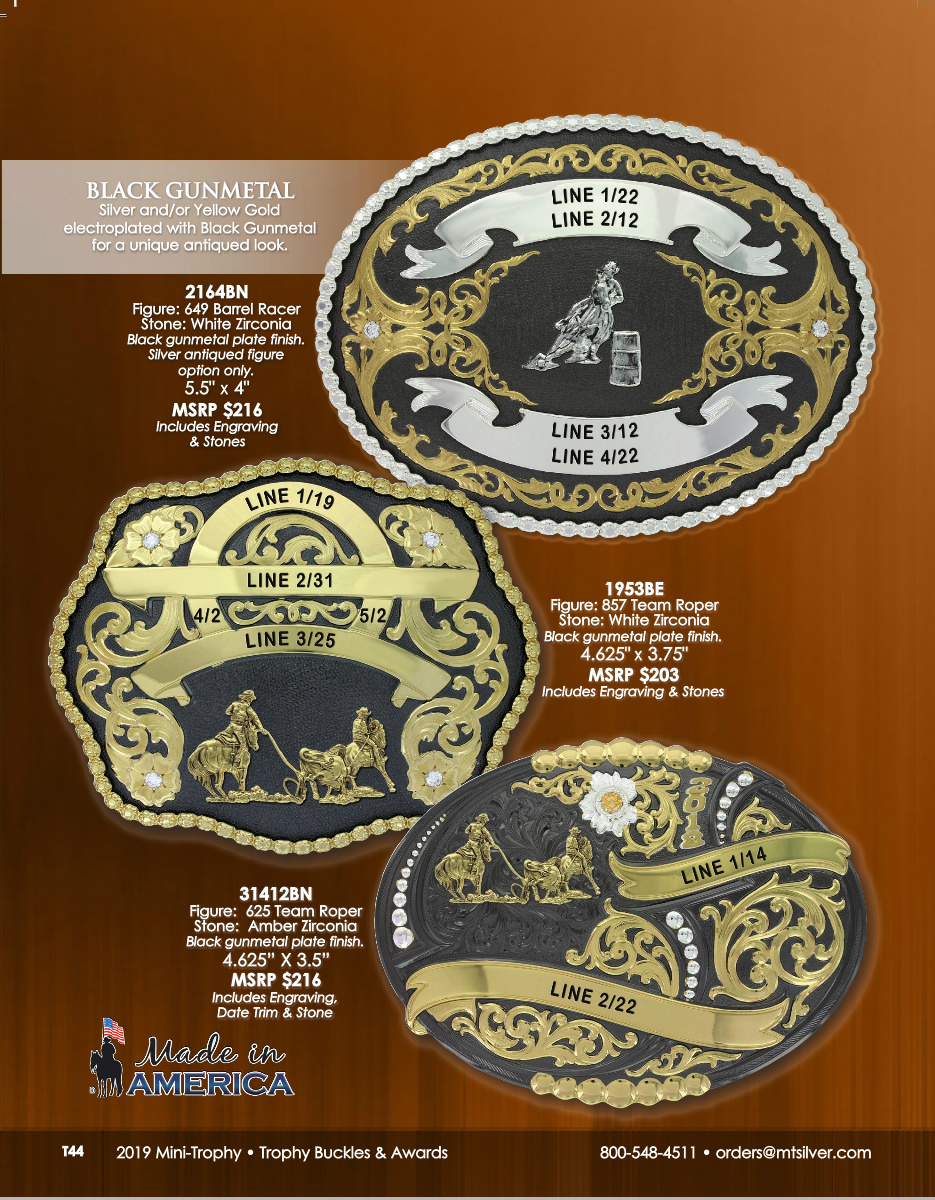 BLACK GUNMETAL
Silver and/or Yellow Gold
electroplated with Black Gunmetal
for a unique antiqued look.
2164BN
Figure: 649 Barrel Racer
Stone: White Zirconia
Black gunmetal plate finish.
Silver antiqued figure
option only.
5.5" x 4"
MSRP $216
Includes Engraving
& Stones
LINE 1/22
LINE 2/12
LINE 3/12
LINE 4/22
LINE 1/19
LINE 2/31
4/2
5/2
LINE 3/25
1953BE
Figure: 857 Team Roper
Stone: White Zirconia
Black gunmetal plate finish.
4.625" x 3.75"
MSRP $203
Includes Engraving & Stones
2018
LINE 1/14
LINE 2/22
31412BN
Figure:  625 Team Roper
Stone:  Amber Zirconia
Black gunmetal plate finish.
4.625” X 3.5”
MSRP $216
Includes Engraving,
Date Trim & Stone
Made in
AMERICA
T44 2019 Mini-Trophy • Trophy Buckles & Awards 800-548-4511 • orders@mtsilver.com